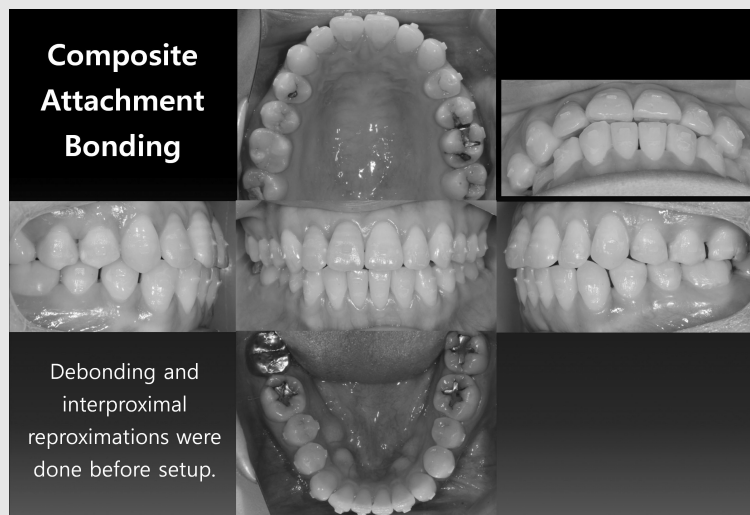 Composite
Attachment
Bonding
Debonding and
interproximal
reproximations were
done before setup.